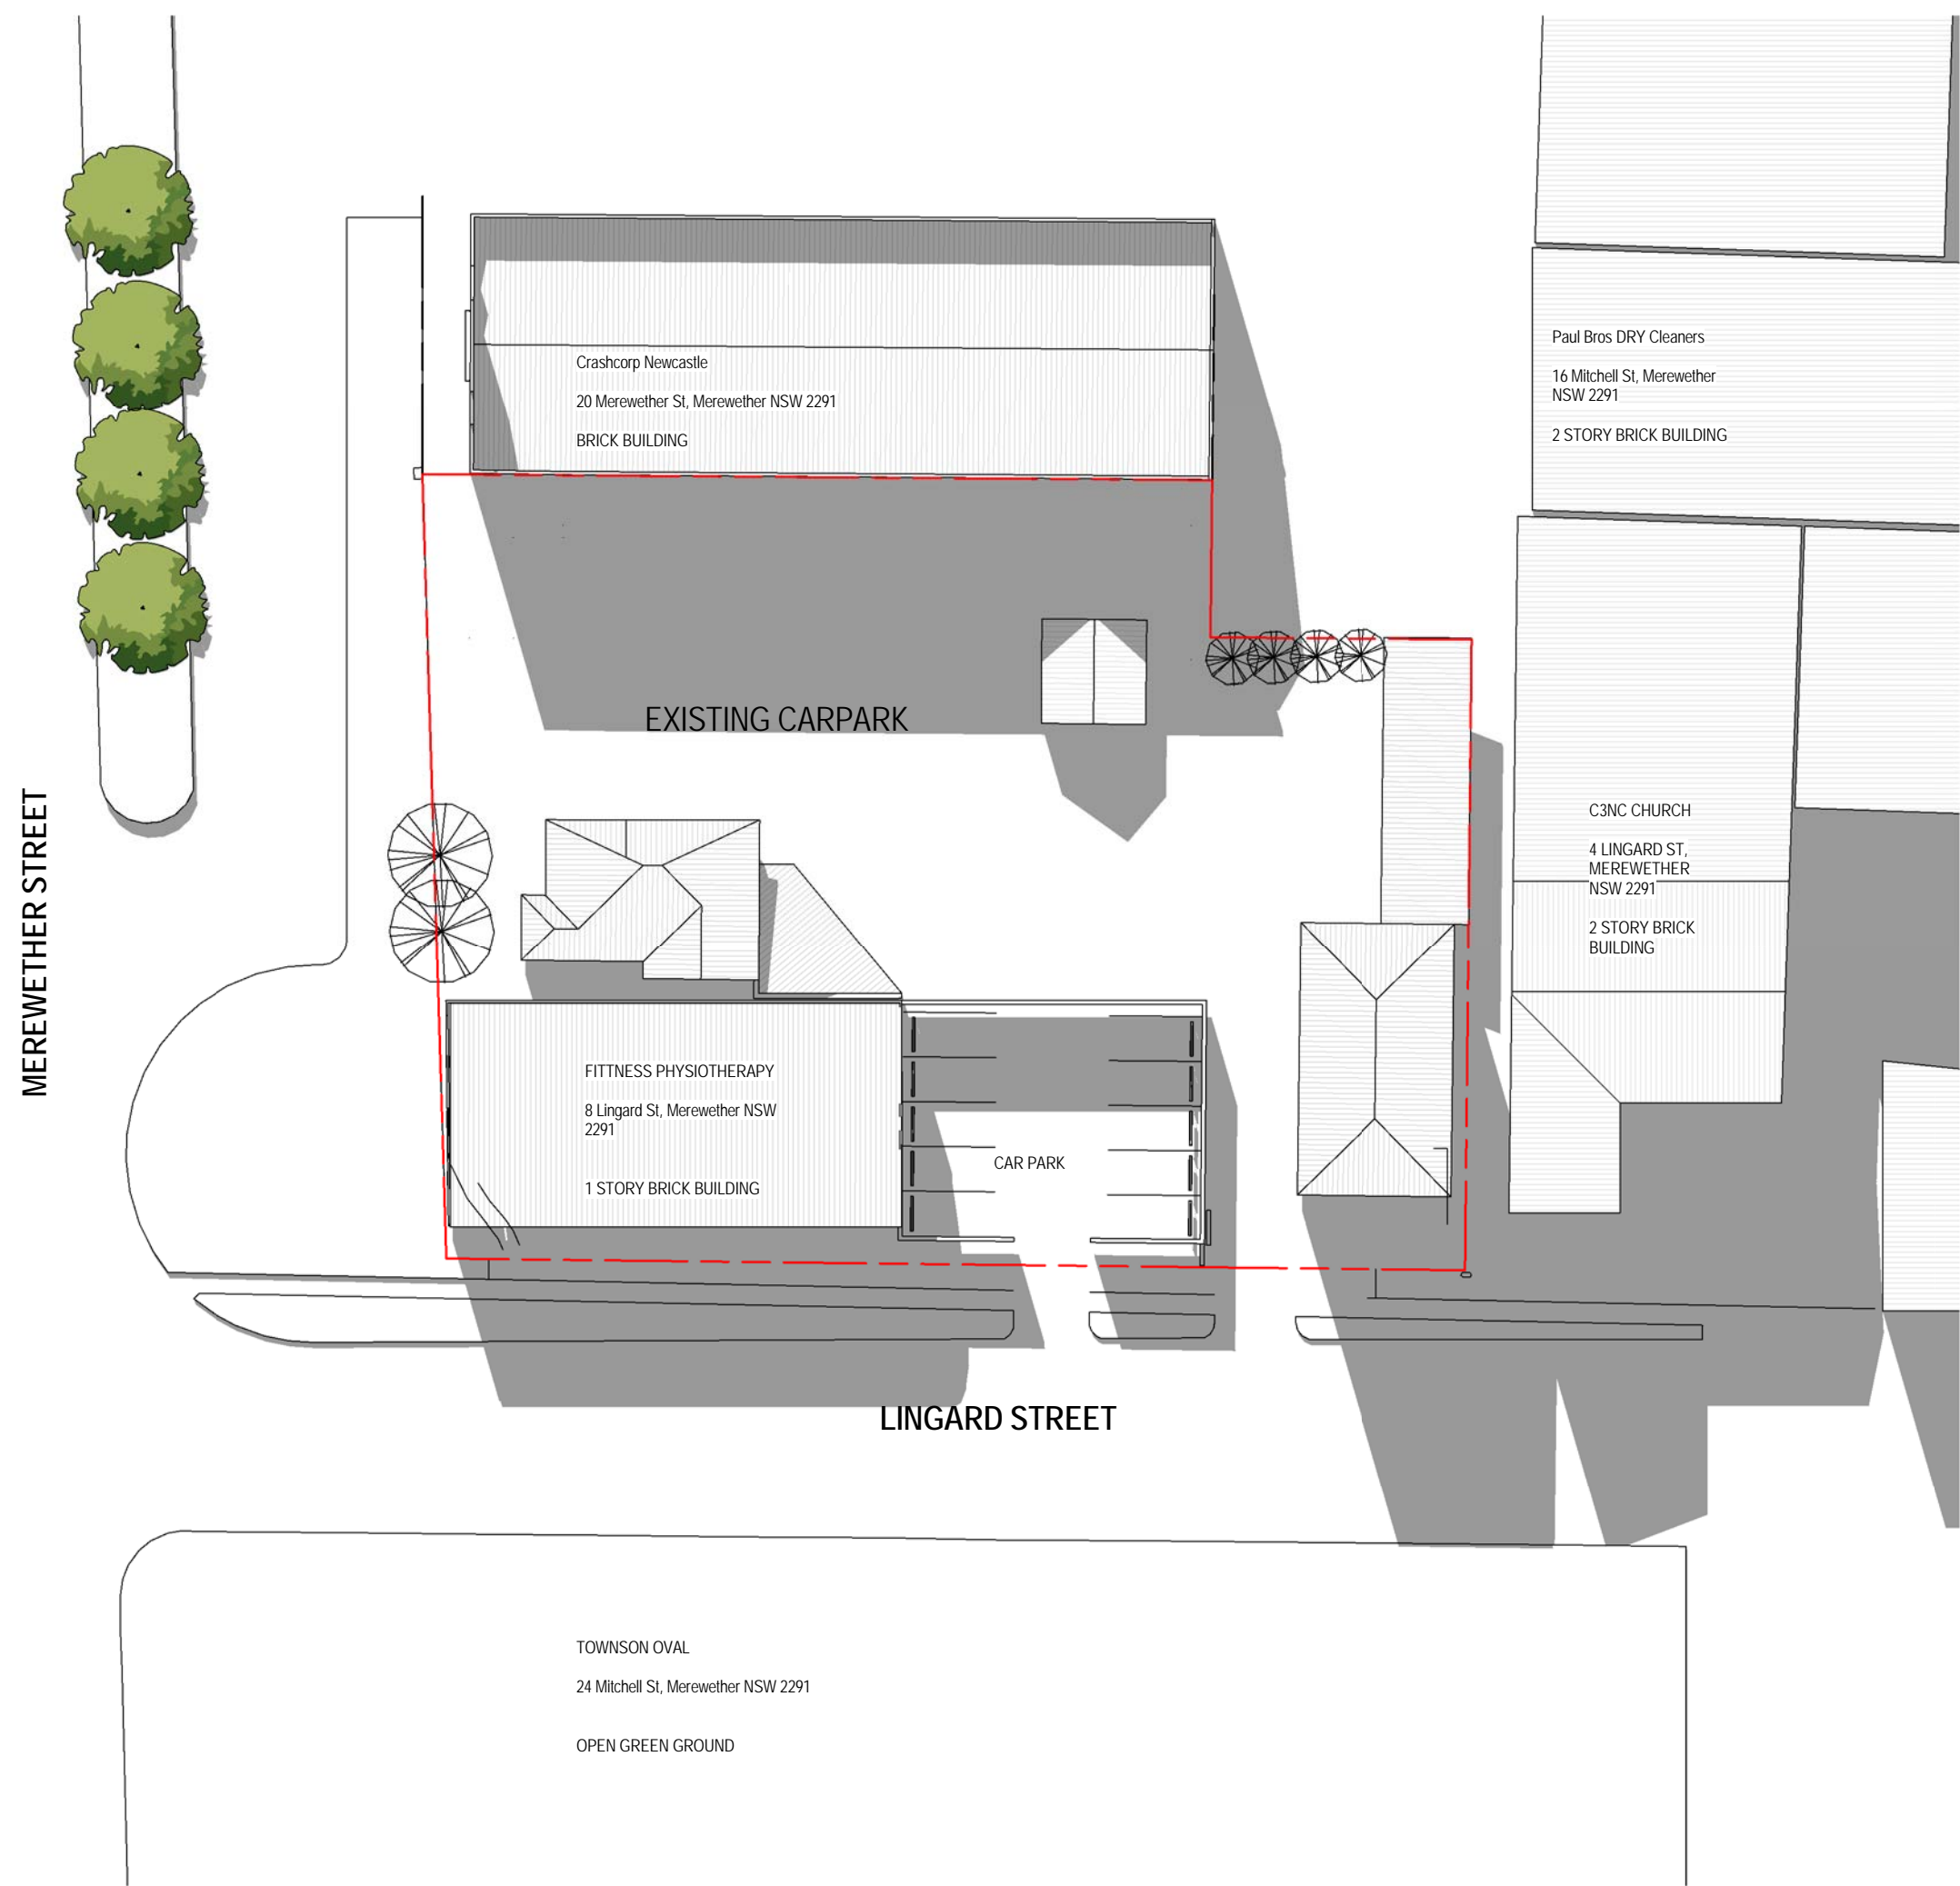 Crashcorp Newcastle
20 Merewether St, Merewether NSW 2291
BRICK BUILDING
Paul Bros DRY Cleaners
16 Mitchell St, Merewether
NSW 2291
2 STORY BRICK BUILDING
EXISTING CARPARK
MEREWETHER STREET
C3NC CHURCH
4 LINGARD ST,
MEREWETHER
NSW 2291
2 STORY BRICK
BUILDING
FITTNESS PHYSIOTHERAPY
8 Lingard St, Merewether NSW
2291
1 STORY BRICK BUILDING
CAR PARK
LINGARD STREET
TOWNSON OVAL
24 Mitchell St, Merewether NSW 2291
OPEN GREEN GROUND